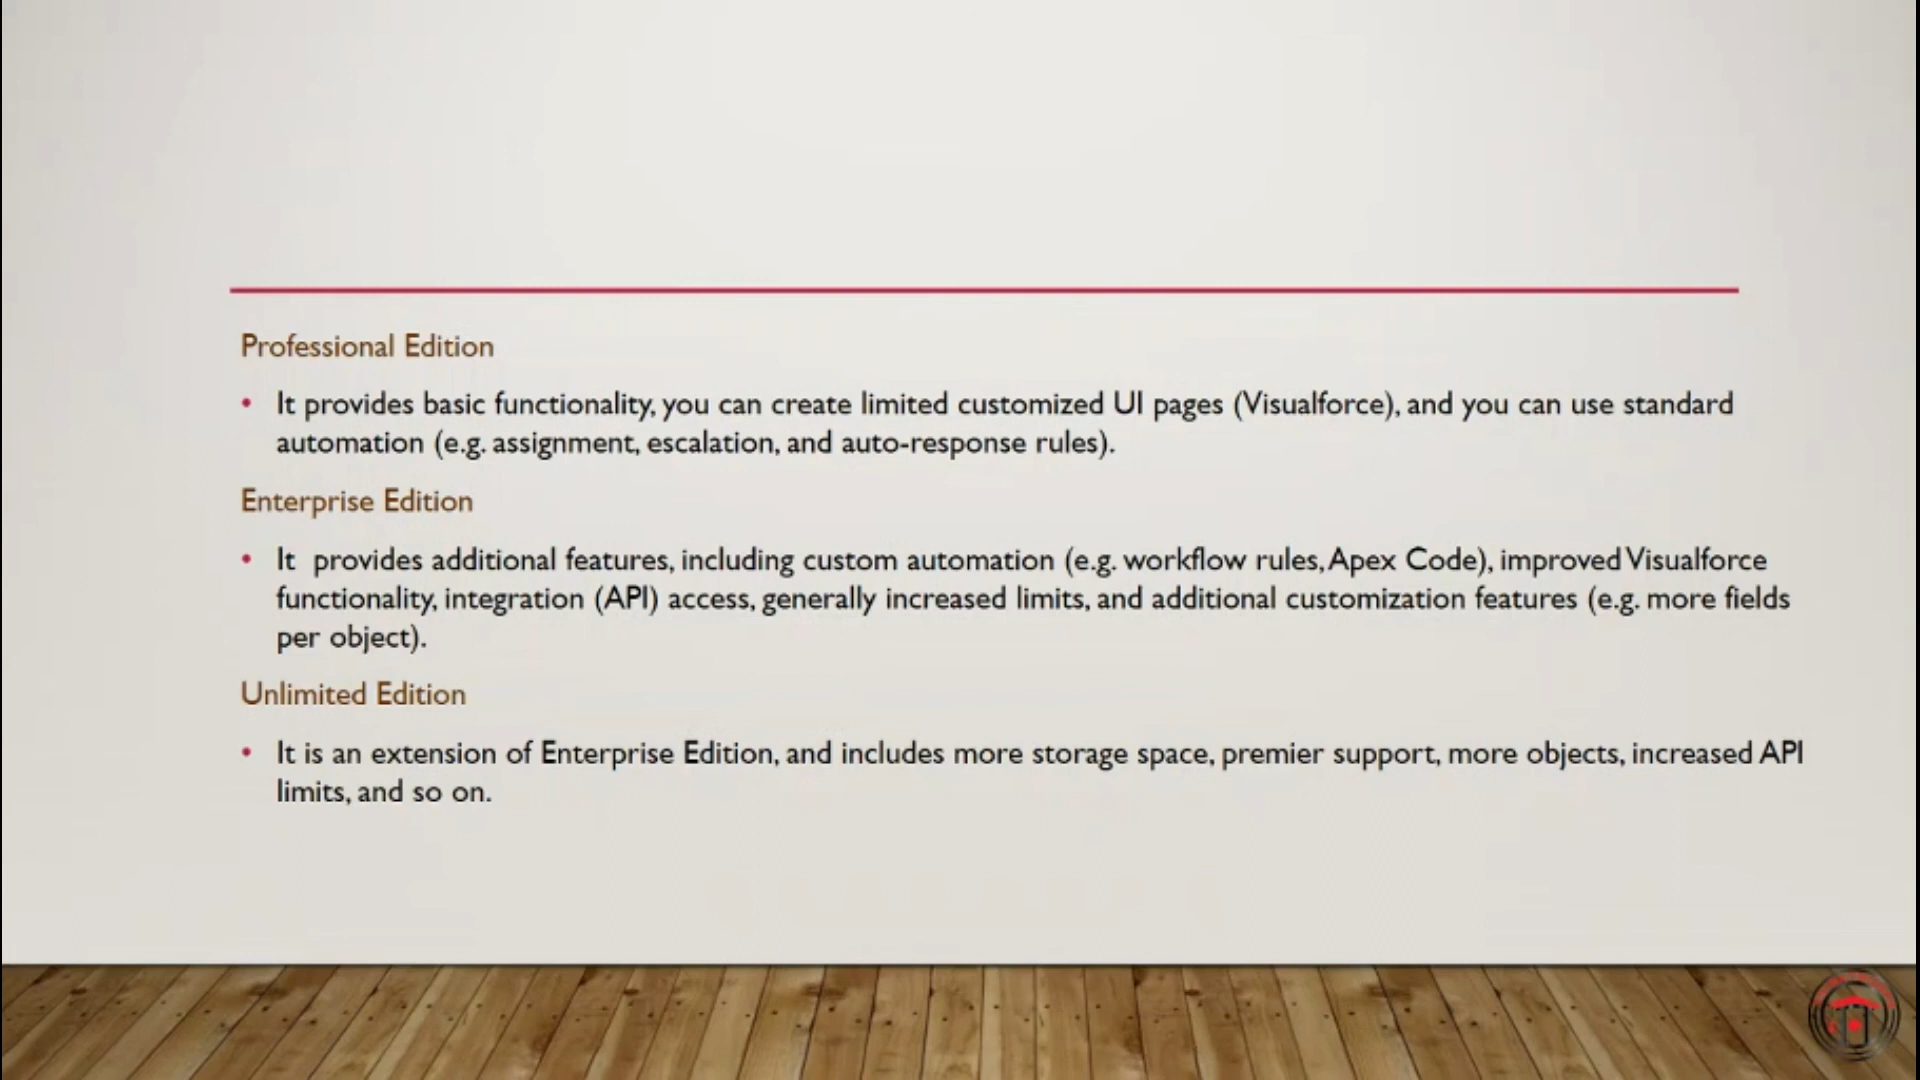 Professional Edition
• It provides basic functionality, you can create limited customized UI pages (Visualforce), and you can use standard
automation (e.g. assignment, escalation, and auto-response rules).
Enterprise Edition
• It provides additional features, including custom automation (e.g. workflow rules, Apex Code), improved Visualforce
functionality, integration (API) access, generally increased limits, and additional customization features (e.g. more fields
per object).
Unlimited Edition
• It is an extension of Enterprise Edition, and includes more storage space, premier support, more objects, increased API
limits, and so on.